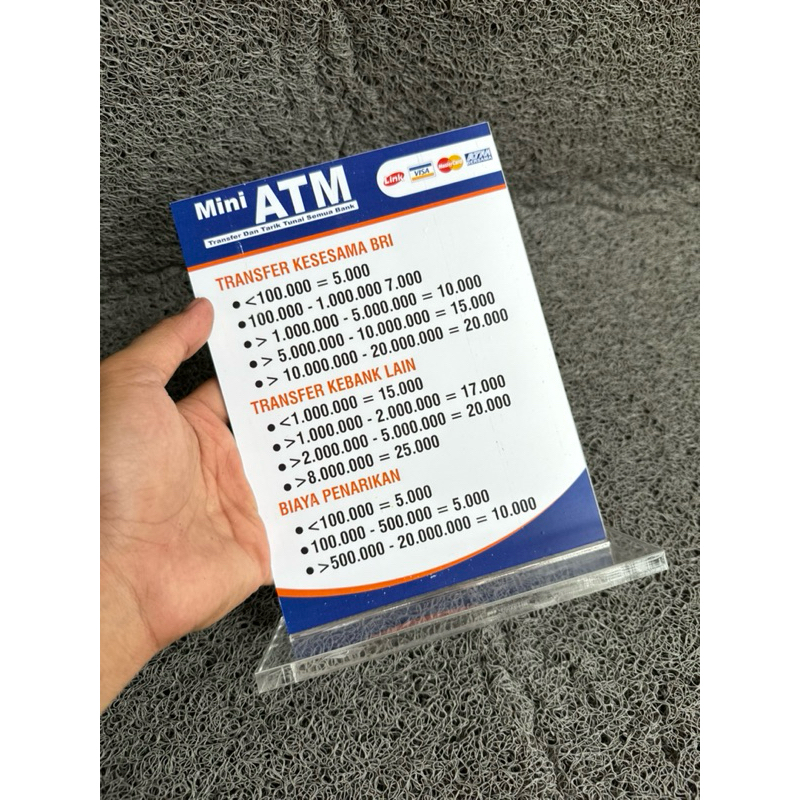 Mini ATM
Transfer Dan Tarik Tunai Semua Bank
Link VISA MasterCard
TRANSFER KESESAMA BRI
• <100.000 = 5.000
• 100.000 - 1.000.000 7.000
• > 1.000.000 - 5.000.000 = 10.000
• > 5.000.000 - 10.000.000 = 15.000
• > 10.000.000 - 20.000.000 = 20.000
TRANSFER KEBANK LAIN
• <1.000.000 = 15.000
• >1.000.000 - 2.000.000 = 17.000
• >2.000.000 - 5.000.000 = 20.000
• >8.000.000 = 25.000
BIAYA PENARIKAN
• <100.000 = 5.000
• 100.000 - 500.000 = 5.000
• >500.000 - 20.000.000 = 10.000